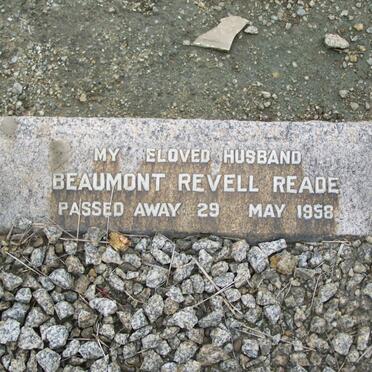 MY ELOVED HUSBAND
BEAUMONT REVELL READE
PASSED AWAY 29 MAY 1958